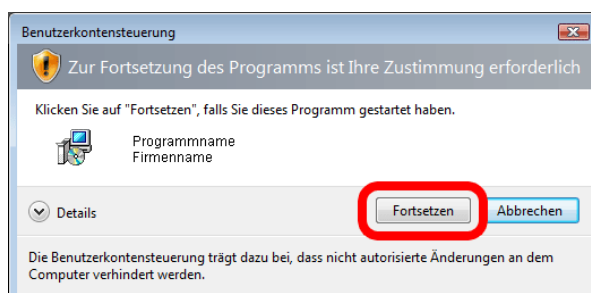 Benutzerkontensteuerung
Zur Fortsetzung des Programms ist Ihre Zustimmung erforderlich
Klicken Sie auf "Fortsetzen", falls Sie dieses Programm gestartet haben.
Programmname
Firmenname
Details
Fortsetzen
Abbrechen
Die Benutzerkontensteuerung trägt dazu bei, dass nicht autorisierte Änderungen an dem
Computer verhindert werden.